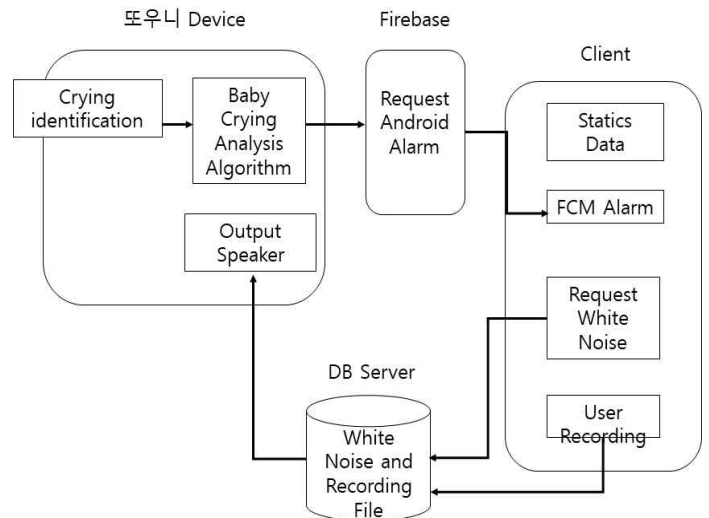 또우니 Device
Crying
identification
Baby
Crying
Analysis
Algorithm
Output
Speaker
Firebase
Request
Android
Alarm
Client
Statics
Data
FCM Alarm
Request
White
Noise
User
Recording
DB Server
White
Noise and
Recording
File